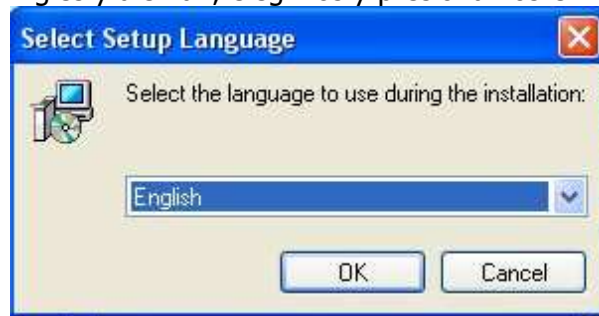 Select Setup Language
Select the language to use during the installation:
English
OK
Cancel